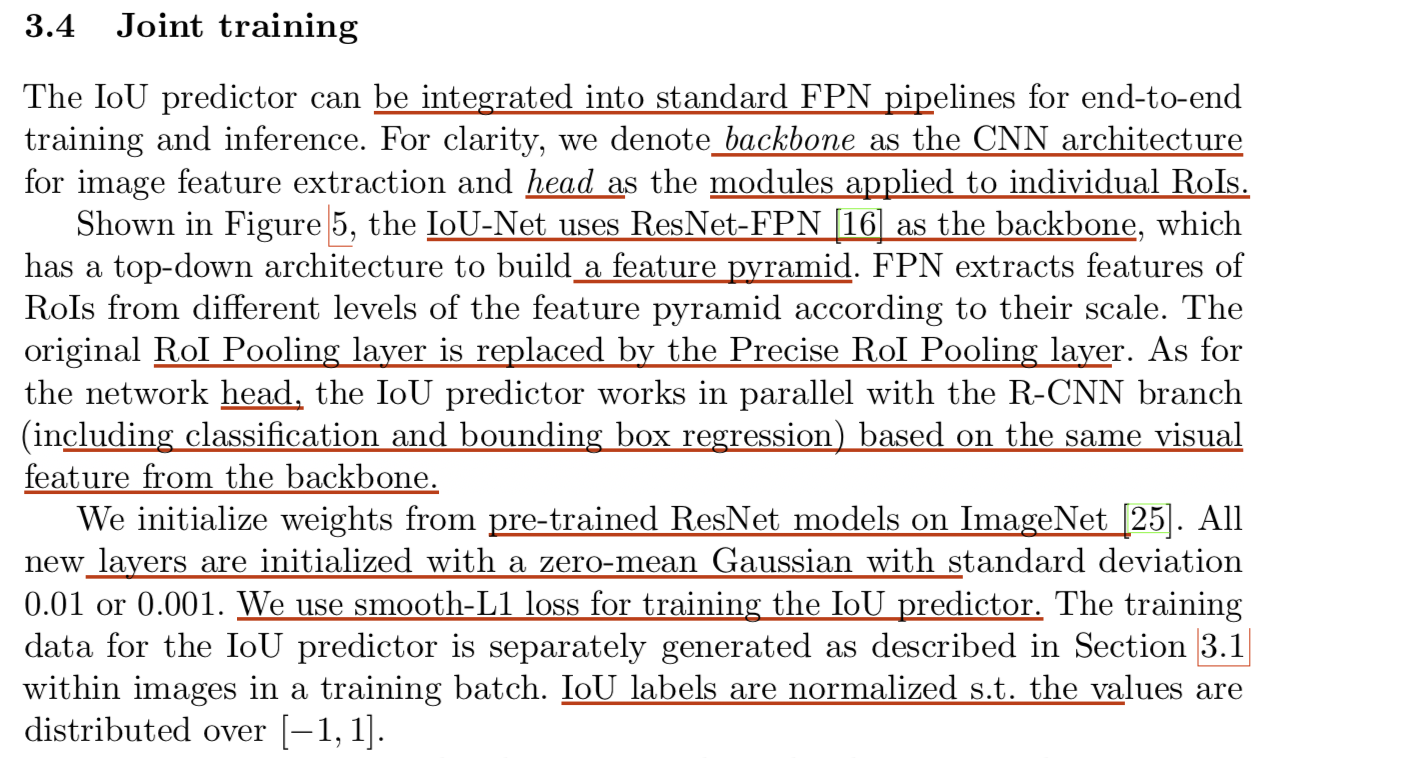 3.4 Joint training
The IoU predictor can be integrated into standard FPN pipelines for end-to-end
training and inference. For clarity, we denote backbone as the CNN architecture
for image feature extraction and head as the modules applied to individual RoIs.
Shown in Figure 5, the IoU-Net uses ResNet-FPN [16] as the backbone, which
has a top-down architecture to build a feature pyramid. FPN extracts features of
RoIs from different levels of the feature pyramid according to their scale. The
original RoI Pooling layer is replaced by the Precise RoI Pooling layer. As for
the network head, the IoU predictor works in parallel with the R-CNN branch
(including classification and bounding box regression) based on the same visual
feature from the backbone.
We initialize weights from pre-trained ResNet models on ImageNet [25]. All
new layers are initialized with a zero-mean Gaussian with standard deviation
0.01 or 0.001. We use smooth-L1 loss for training the IoU predictor. The training
data for the IoU predictor is separately generated as described in Section 3.1
within images in a training batch. IoU labels are normalized s.t. the values are
distributed over [−1, 1].